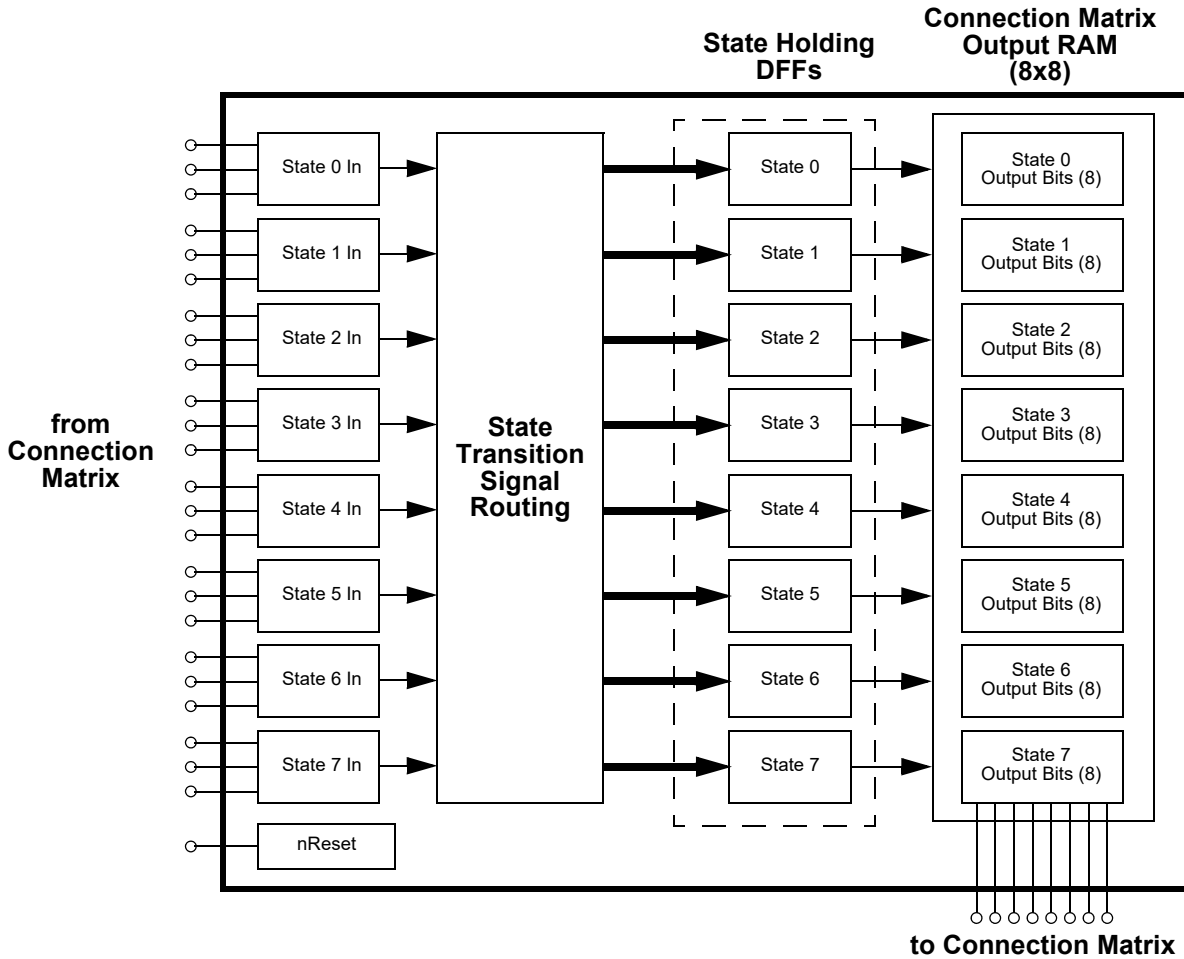 Connection Matrix
Output RAM
(8x8)
State Holding
DFFs
State 0 In
State 0
State 0
Output Bits (8)
State 1 In
State 1
State 1
Output Bits (8)
State 2 In
State 2
State 2
Output Bits (8)
from
Connection
Matrix
State 3 In
State
Transition
Signal
Routing
State 3
State 3
Output Bits (8)
State 4 In
State 4
State 4
Output Bits (8)
State 5 In
State 5
State 5
Output Bits (8)
State 6 In
State 6
State 6
Output Bits (8)
State 7 In
State 7
State 7
Output Bits (8)
nReset
to Connection Matrix